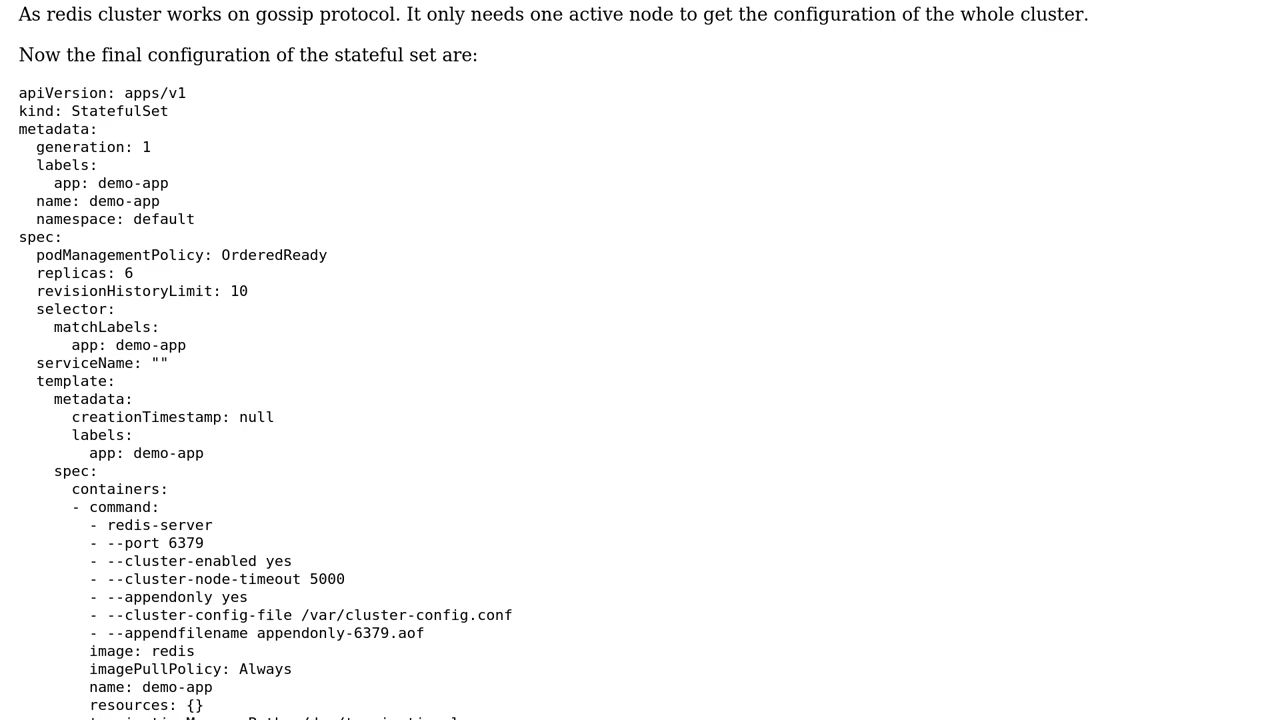 As redis cluster works on gossip protocol. It only needs one active node to get the configuration of the whole cluster.
Now the final configuration of the stateful set are:
apiVersion: apps/v1
kind: StatefulSet
metadata:
  generation: 1
  labels:
    app: demo-app
  name: demo-app
  namespace: default
spec:
  podManagementPolicy: OrderedReady
  replicas: 6
  revisionHistoryLimit: 10
  selector:
    matchLabels:
      app: demo-app
  serviceName: ""
  template:
    metadata:
      creationTimestamp: null
      labels:
        app: demo-app
    spec:
      containers:
      - command:
        - redis-server
        - --port 6379
        - --cluster-enabled yes
        - --cluster-node-timeout 5000
        - --appendonly yes
        - --cluster-config-file /var/cluster-config.conf
        - --appendfilename appendonly-6379.aof
        image: redis
        imagePullPolicy: Always
        name: demo-app
        resources: {}